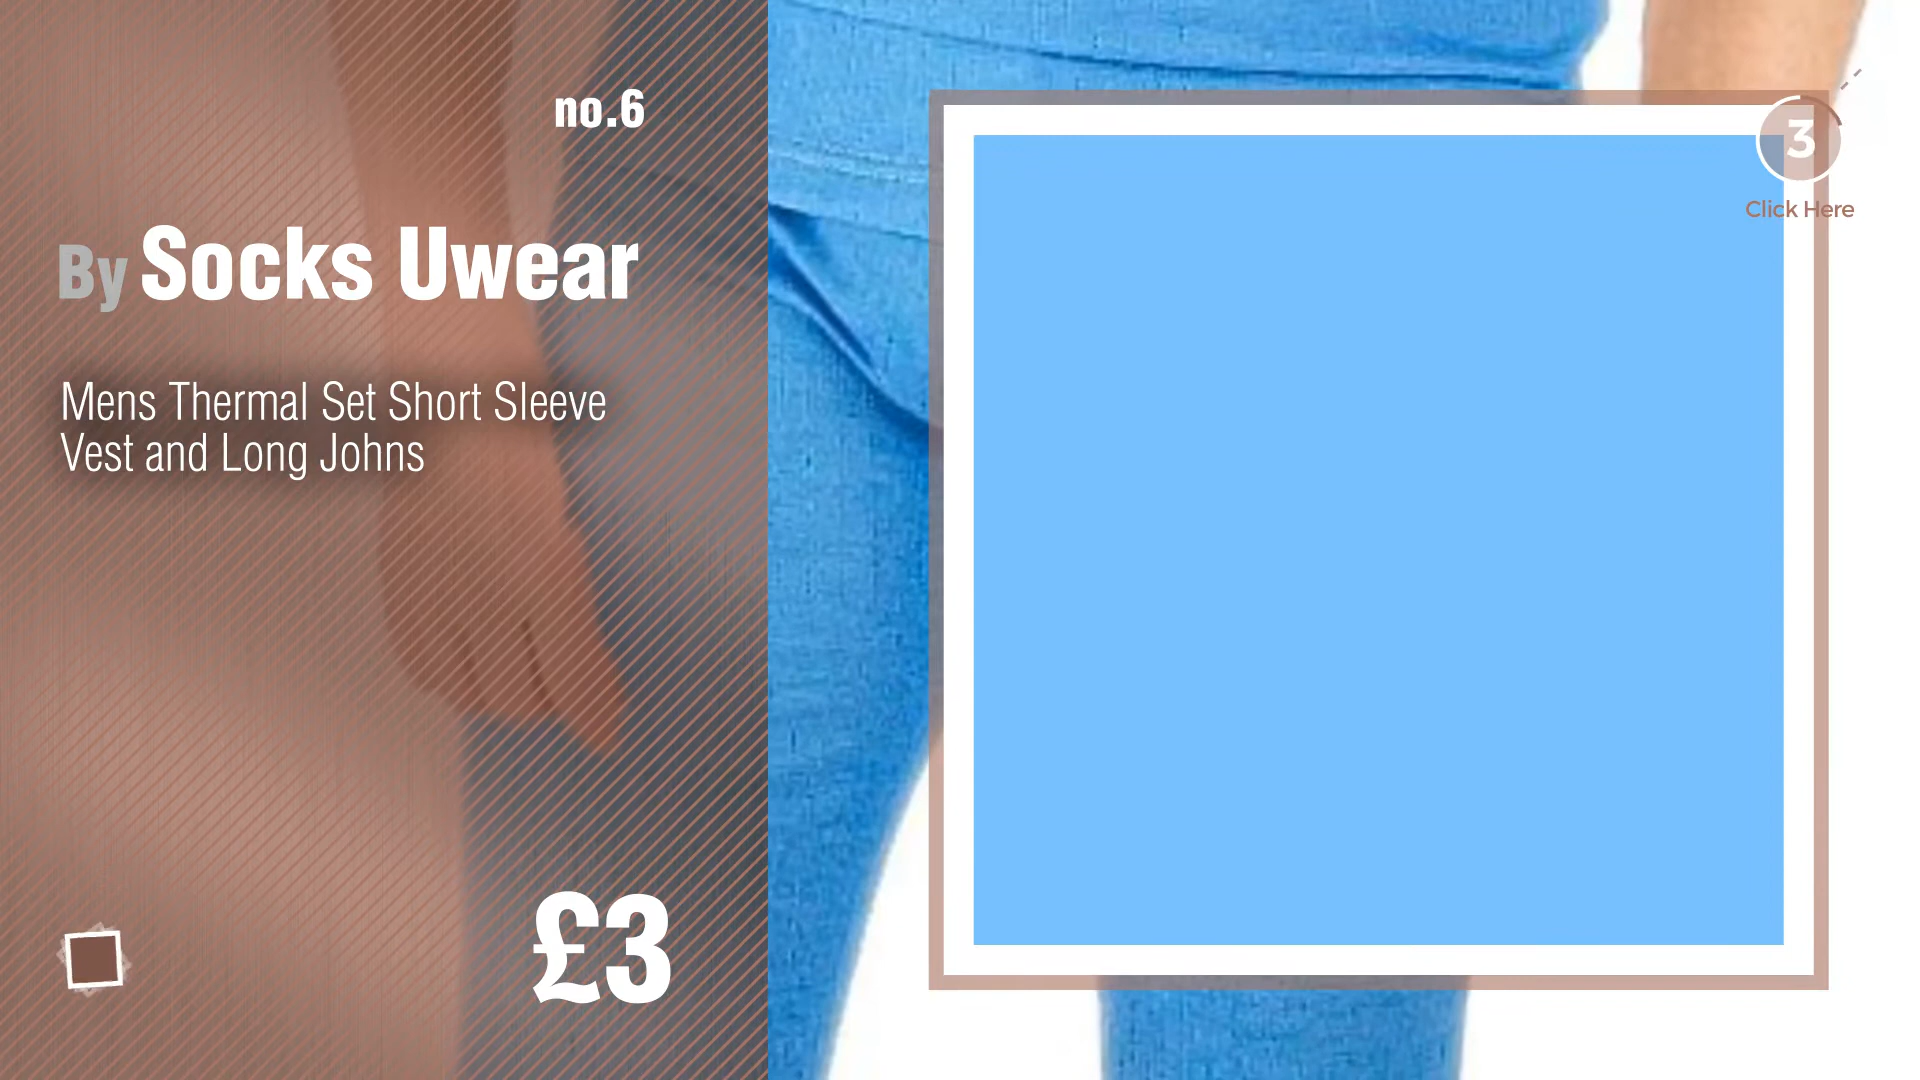 no.6
By Socks Uwear
Mens Thermal Set Short Sleeve
Vest and Long Johns
£3
3
Click Here